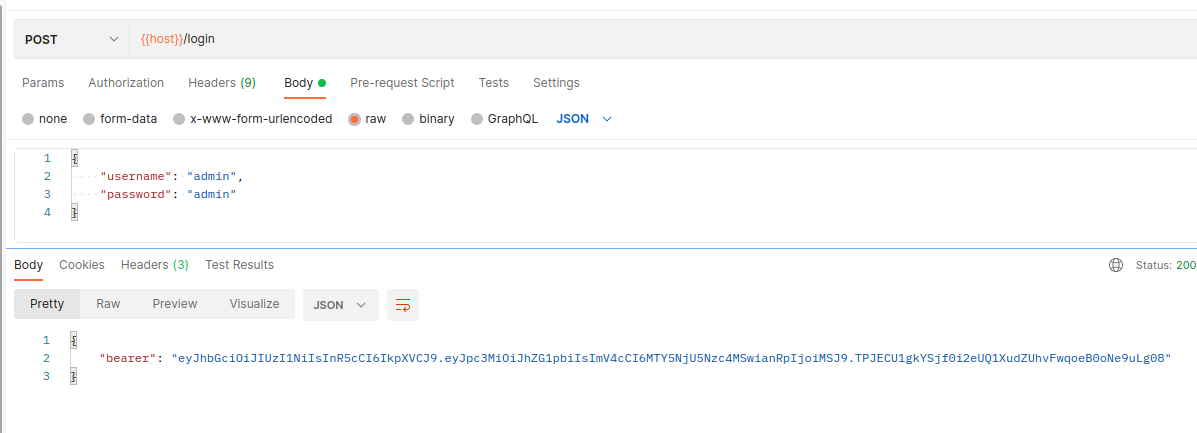 POST {{host}}/login
Params Authorization Headers (9) Body Pre-request Script Tests Settings
none form-data x-www-form-urlencoded raw binary GraphQL JSON
1 {
2 "username": "admin",
3 "password": "admin"
4 }
Body Cookies Headers (3) Test Results Status: 200
Pretty Raw Preview Visualize JSON
1 {
2 "bearer": "eyJhbGciOiJIUzI1NiIsInR5cCI6IkpXVCJ9.eyJpc3MiOiJhZG1pbiIsImV4cCI6MTY5NjU5Nzc4MSwianRpIjoiMSJ9.TPJECU1gkYSjf0i2eUQ1XudZUhvFwqoeB0oNe9uLg08"
3 }